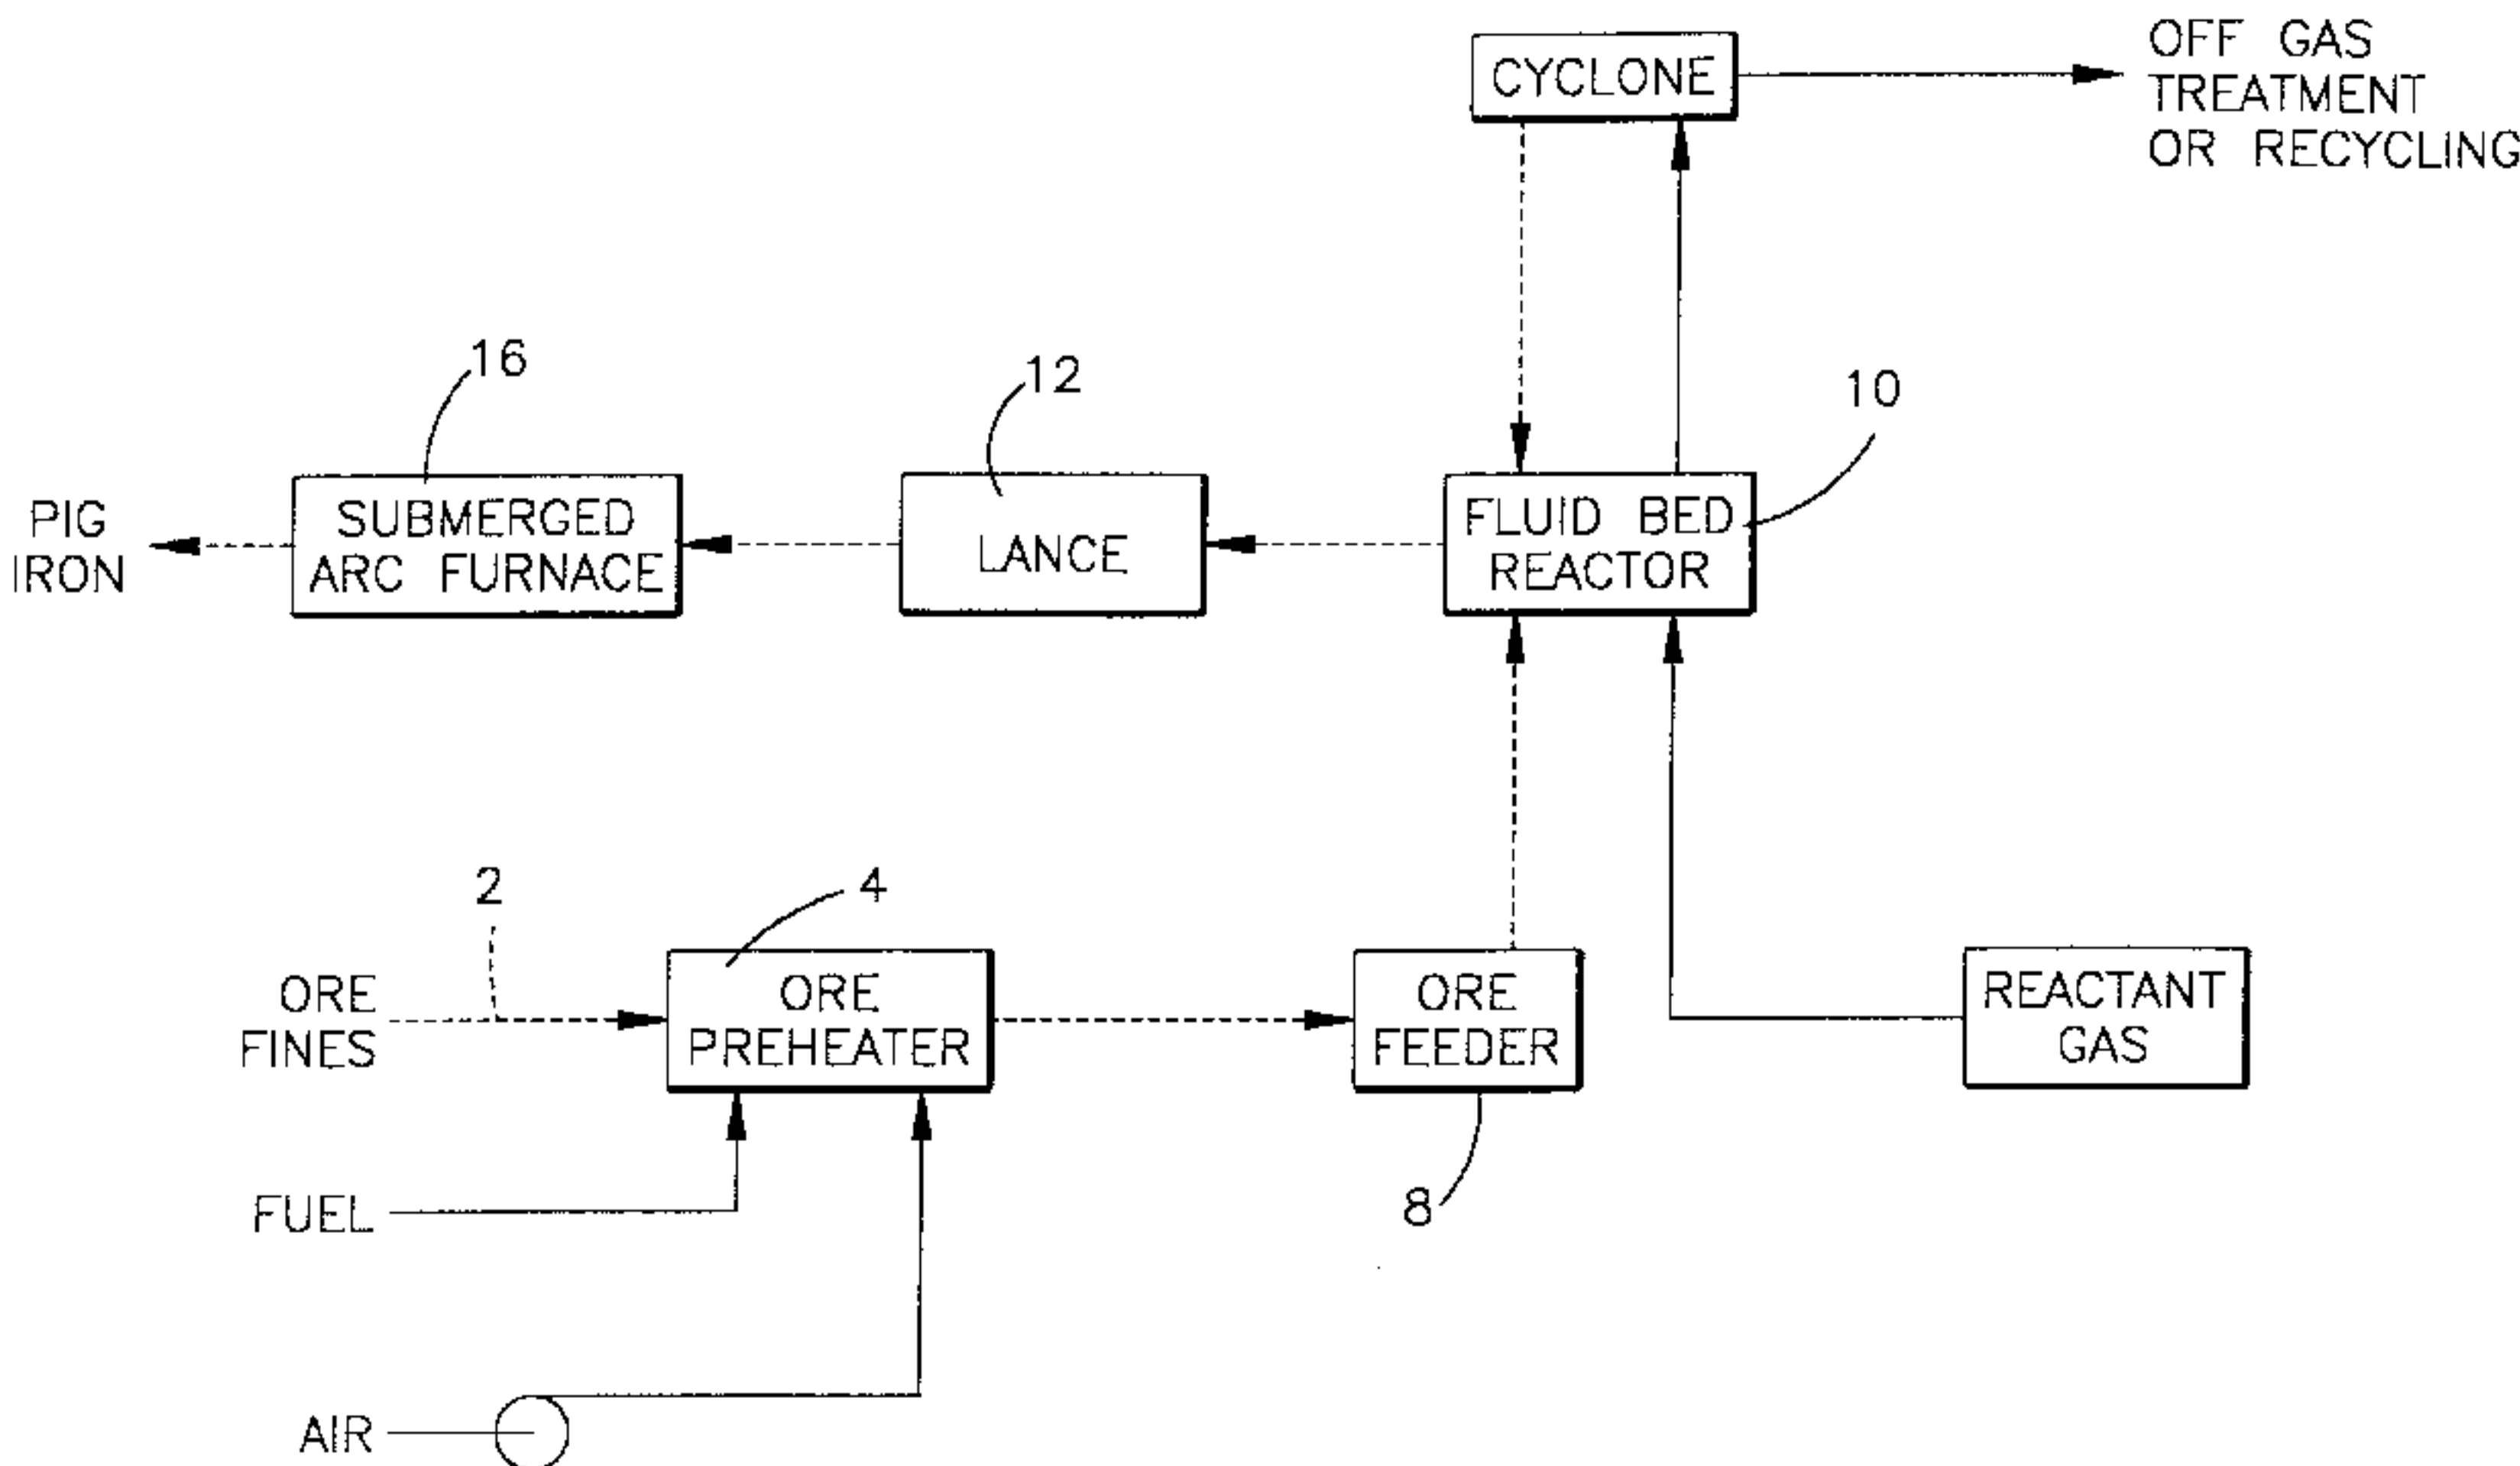 CYCLONE
OFF GAS
TREATMENT
OR RECYCLING
16
12
10
PIG
IRON
SUBMERGED
ARC FURNACE
LANCE
FLUID BED
REACTOR
2
4
ORE
FINES
ORE
PREHEATER
ORE
FEEDER
REACTANT
GAS
FUEL
8
AIR